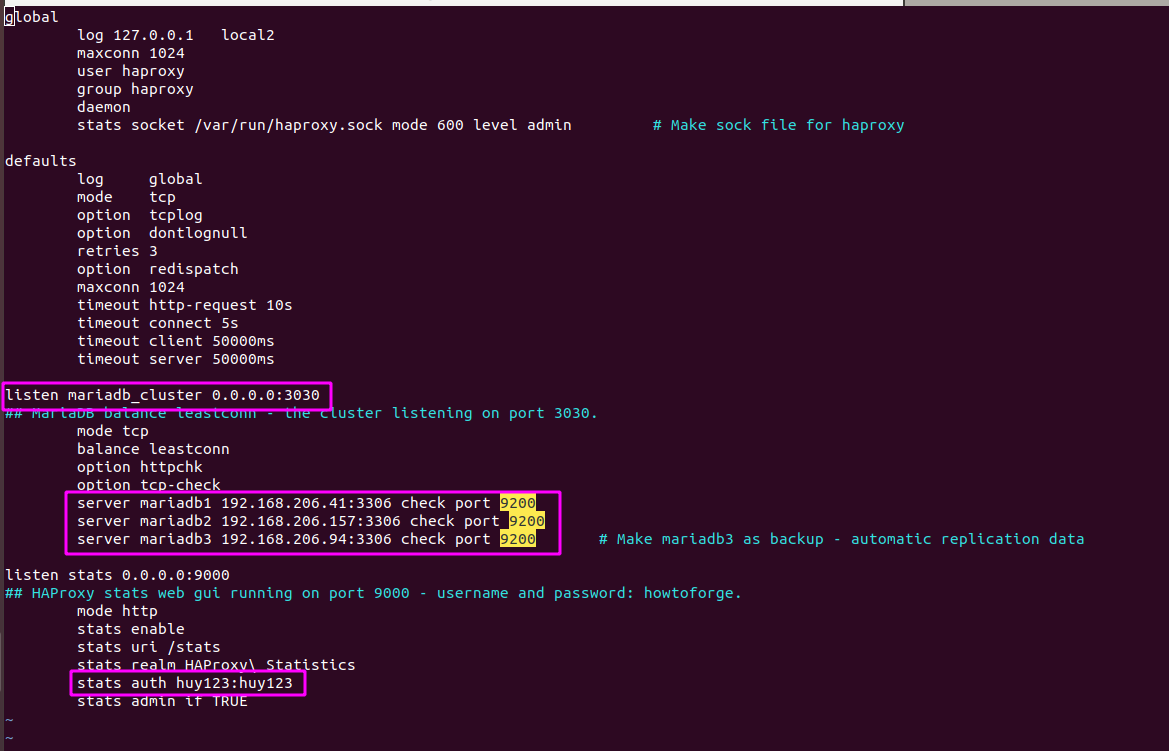 global
        log 127.0.0.1   local2
        maxconn 1024
        user haproxy
        group haproxy
        daemon
        stats socket /var/run/haproxy.sock mode 600 level admin         # Make sock file for haproxy

defaults
        log     global
        mode    tcp
        option  tcplog
        option  dontlognull
        retries 3
        option  redispatch
        maxconn 1024
        timeout http-request 10s
        timeout connect 5s
        timeout client 50000ms
        timeout server 50000ms

listen mariadb_cluster 0.0.0.0:3030
## MariaDB balance leastconn - the cluster listening on port 3030.
        mode tcp
        balance leastconn
        option httpchk
        option tcp-check
        server mariadb1 192.168.206.41:3306 check port 9200
        server mariadb2 192.168.206.157:3306 check port 9200
        server mariadb3 192.168.206.94:3306 check port 9200       # Make mariadb3 as backup - automatic replication data

listen stats 0.0.0.0:9000
## HAProxy stats web gui running on port 9000 - username and password: howtoforge.
        mode http
        stats enable
        stats uri /stats
        stats realm HAProxy\ Statistics
        stats auth huy123:huy123
        stats admin if TRUE
~
~